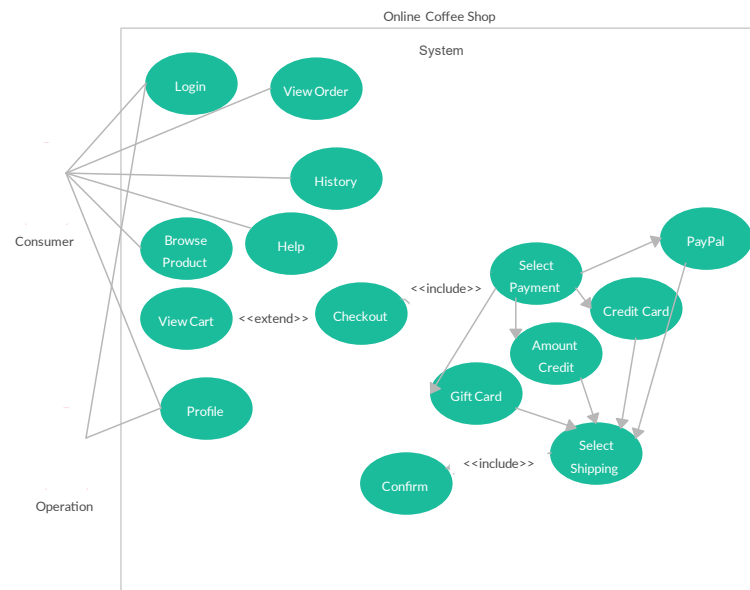 Online Coffee Shop
System
Login
View Order
History
Consumer
Browse
Product
Help
Select
Payment
PayPal
<<include>>
View Cart
<<extend>>
Checkout
Credit Card
Amount
Credit
Profile
Gift Card
Select
Shipping
<<include>>
Confirm
Operation